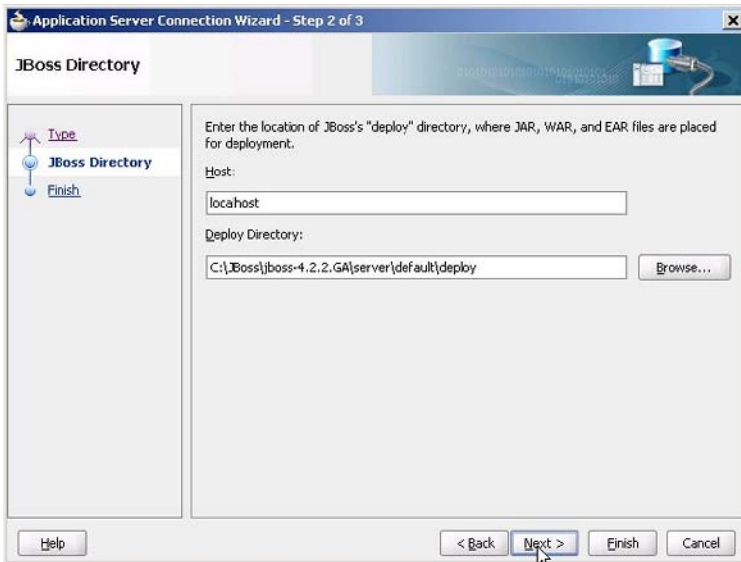 Application Server Connection Wizard - Step 2 of 3
JBoss Directory
Type
JBoss Directory
Finish
Enter the location of JBoss's "deploy" directory, where JAR, WAR, and EAR files are placed
for deployment.
Host:
locahost
Deploy Directory:
C:\JBoss\jboss-4.2.2.GA\server\default\deploy
Browse...
Help
< Back
Next >
Finish
Cancel